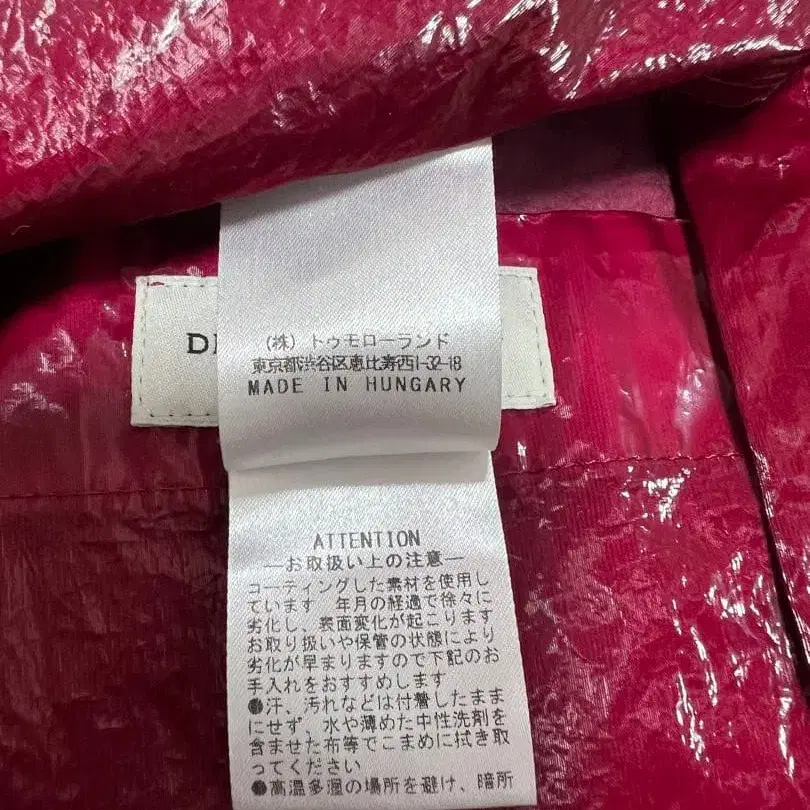 (株)トゥモローランド
東京都渋谷区恵比寿西1-32-18
MADE IN HUNGARY
ATTENTION
―お取扱い上の注意―
コーティングした素材を使用し
ています 年月の経過で徐々に
劣化し、表面変化が起こります
お取り扱いや保管の状態により
劣化が早まりますので下記のお
手入れをおすすめします
●汗、汚れなどは付着したまま
にせず、水や薄めた中性洗剤を
含ませた布等でこまめに拭き取
ってください
●高温多湿の場所を避け、暗所